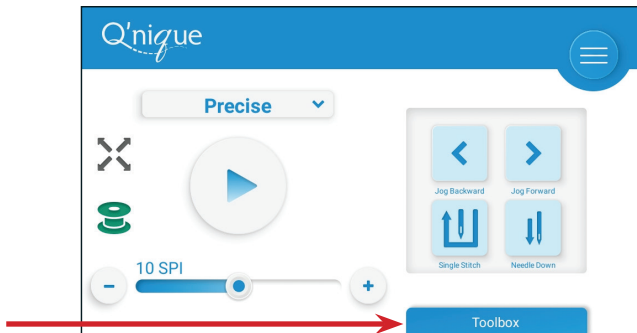 Q'nique
Precise
Jog Backward
Jog Forward
Single Stitch
Needle Down
10 SPI
Toolbox